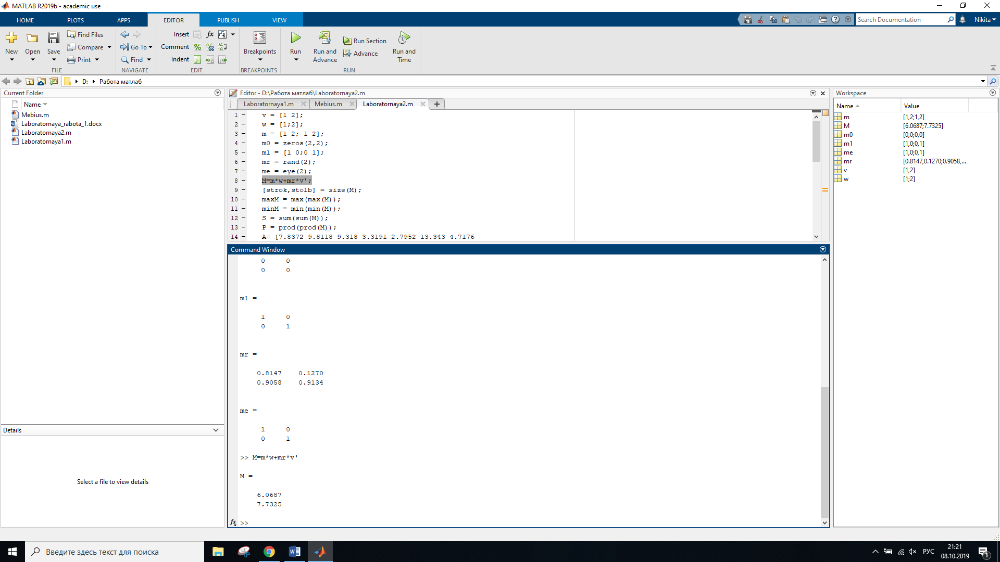 MATLAB R2019b - academic use
HOME PLOTS APPS EDITOR PUBLISH VIEW
Search Documentation
Nikita
New
Open
Save
Find Files
Compare
Print
FILE
Go To
Find
NAVIGATE
Insert
fx
Comment
Indent
EDIT
Breakpoints
BREAKPOINTS
Run
Run and Advance
Run Section
Advance
Run and Time
RUN
D: Работа матлаб
Current Folder
Name
Mebius.m
Laboratornaya_rabota_1.docx
Laboratornaya2.m
Laboratornaya1.m
Details
Select a file to view details
Editor - D:\Работа матлаб\Laboratornaya2.m
Laboratornaya1.m Mebius.m Laboratornaya2.m +
1 - v = [1 2];
2 - w = [1;2];
3 - m = [1 2; 1 2];
4 - m0 = zeros(2,2);
5 - m1 = [1 0;0 1];
6 - mr = rand(2);
7 - me = eye(2);
8 - M=m*w+mr*v';
9 - [strok,stolb] = size(M);
10 - maxM = max(max(M));
11 - minM = min(min(M));
12 - S = sum(sum(M));
13 - P = prod(prod(M));
14 - A= [7.8372 9.8118 9.318 3.3191 2.7952 13.343 4.7176
Command Window
0 0
0 0
m1 =
1 0
0 1
mr =
0.8147 0.1270
0.9058 0.9134
me =
1 0
0 1
>> M=m*w+mr*v'
M =
6.0687
7.7325
fx >>
Workspace
Name Value
m [1,2;1,2]
M [6.0687;7.7325]
m0 [0,0;0,0]
m1 [1,0;0,1]
me [1,0;0,1]
mr [0.8147,0.1270;0.9058,...
v [1,2]
w [1;2]
Введите здесь текст для поиска
РУС
21:21
08.10.2019
1